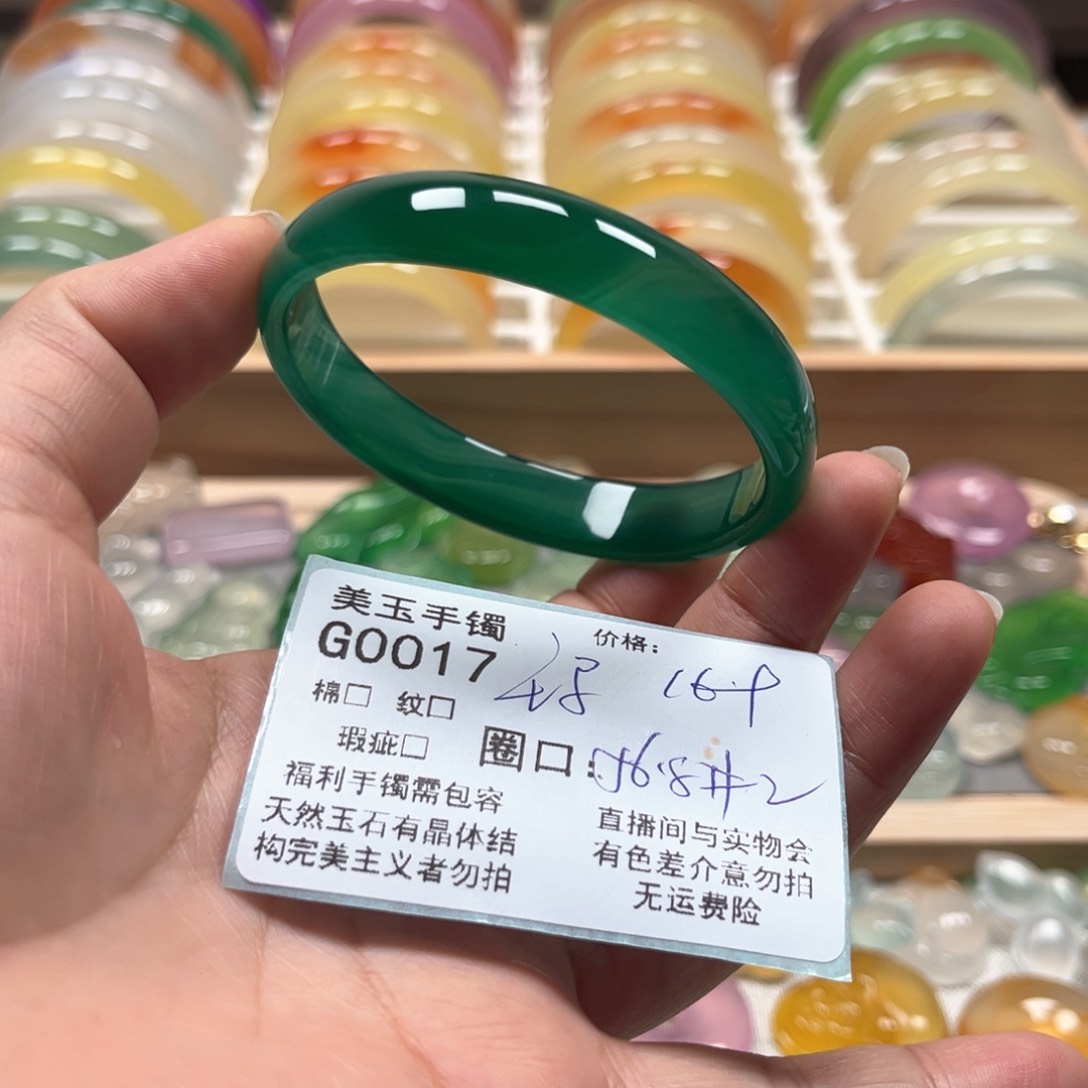 美玉手镯
G0017
价格:
棉□ 纹□
瑕疵□
圈口:
福利手镯需包容
天然玉石有晶体结
构完美主义者勿拍
直播间与实物会
有色差介意勿拍
无运费险